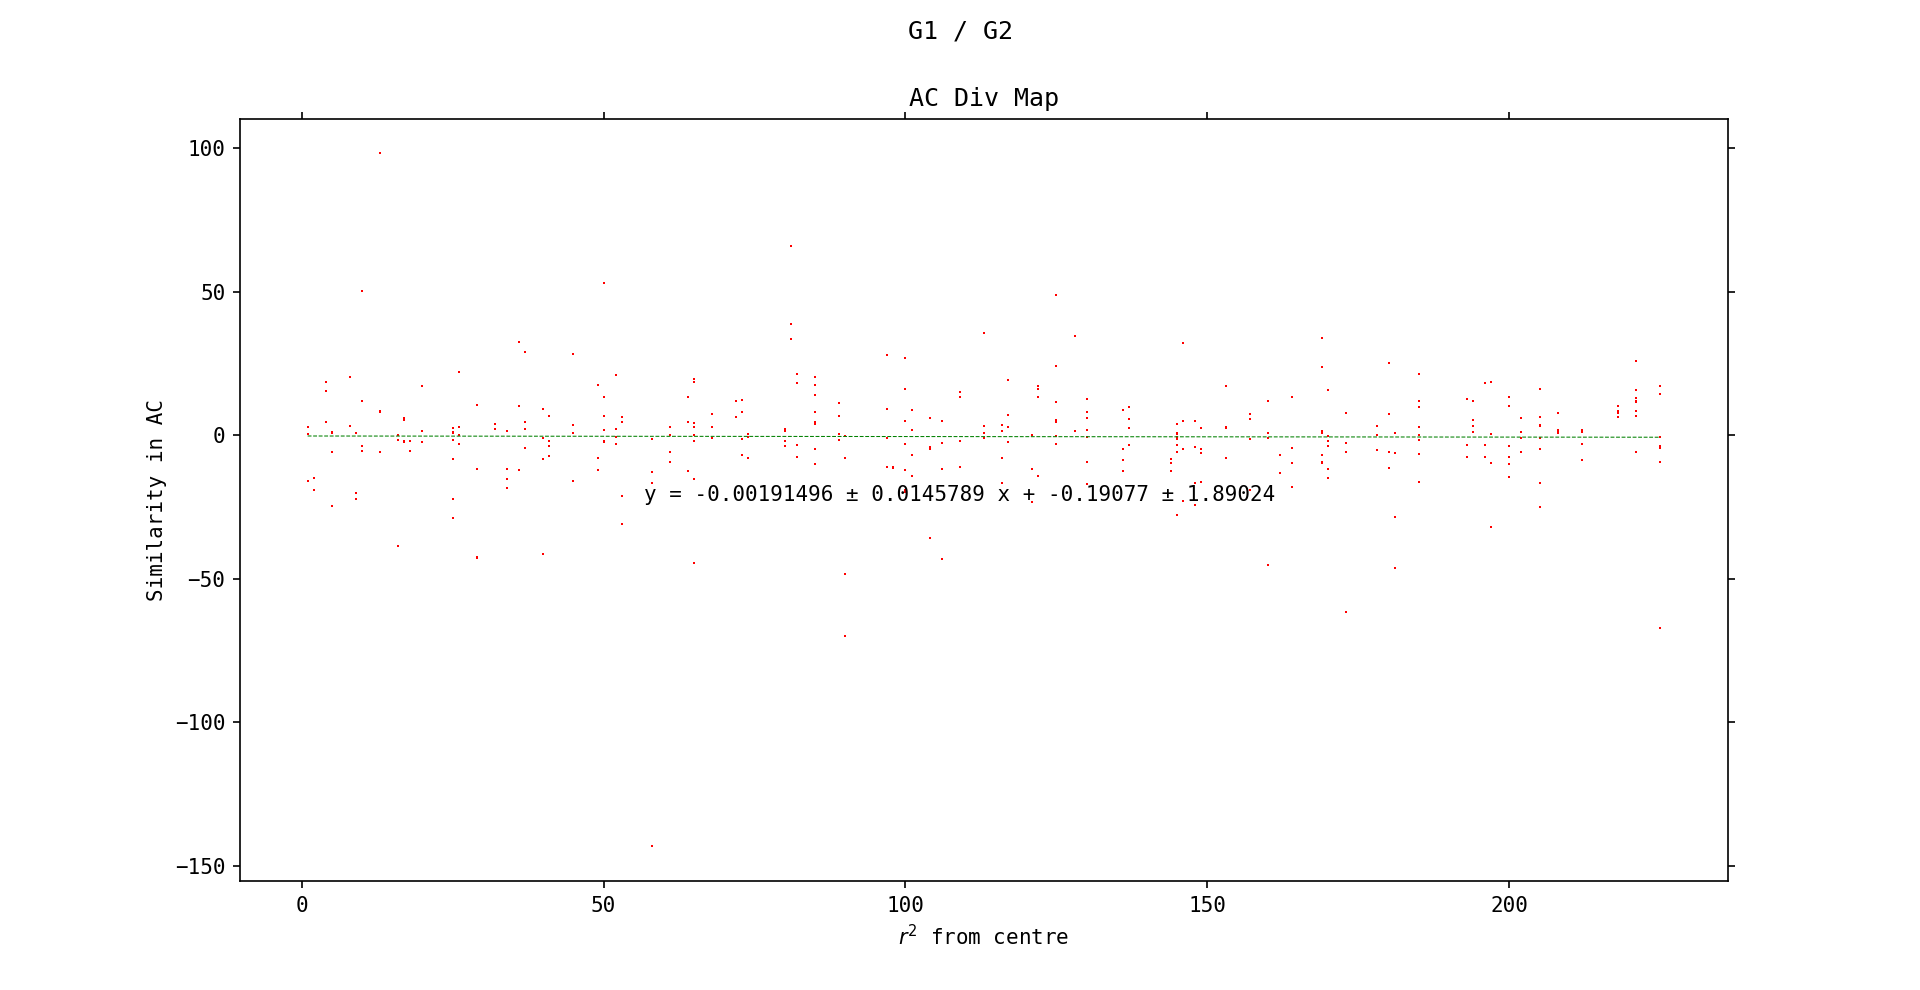 G1 / G2
AC Div Map
100
50
0
−50
−100
−150
Similarity in AC
y = -0.00191496 ± 0.0145789 x + -0.19077 ± 1.89024
0 50 100 150 200
r² from centre